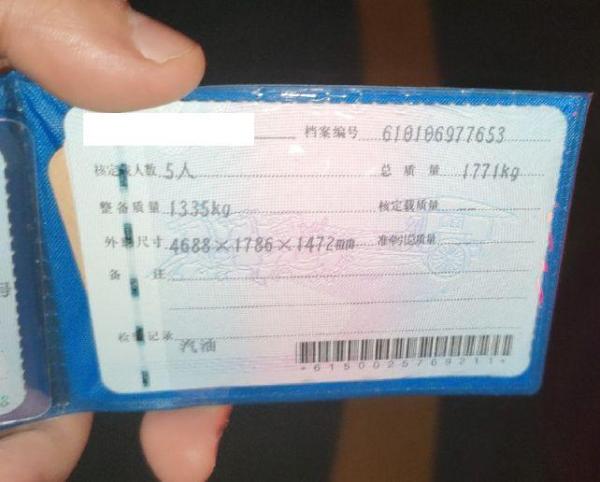 档案编号 610106977653
核定载人数 5人 总质量 1771kg
整备质量 1335kg 核定载质量
外廓尺寸 4688×1786×1472mm 准牵引总质量
备注
检验记录 汽油
*6150025769211*